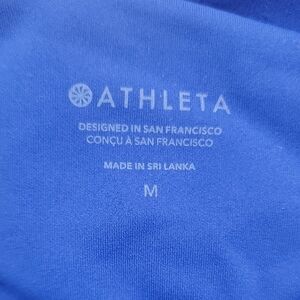 ATHLETA
DESIGNED IN SAN FRANCISCO
CONÇU À SAN FRANCISCO
MADE IN SRI LANKA
M